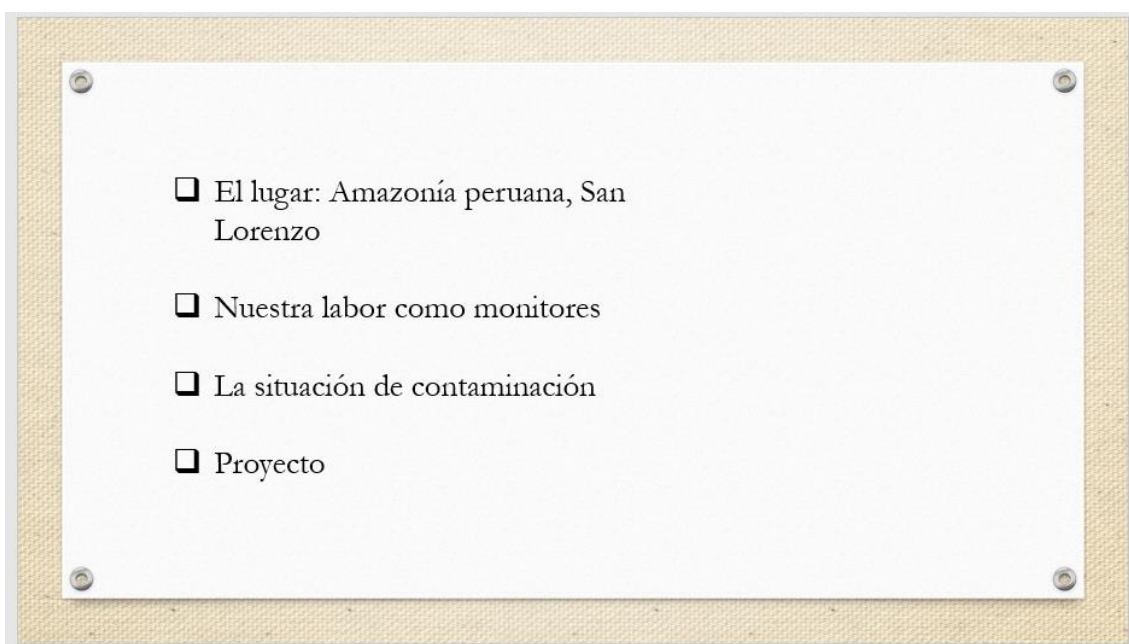 El lugar: Amazonía peruana, San
Lorenzo
Nuestra labor como monitores
La situación de contaminación
Proyecto